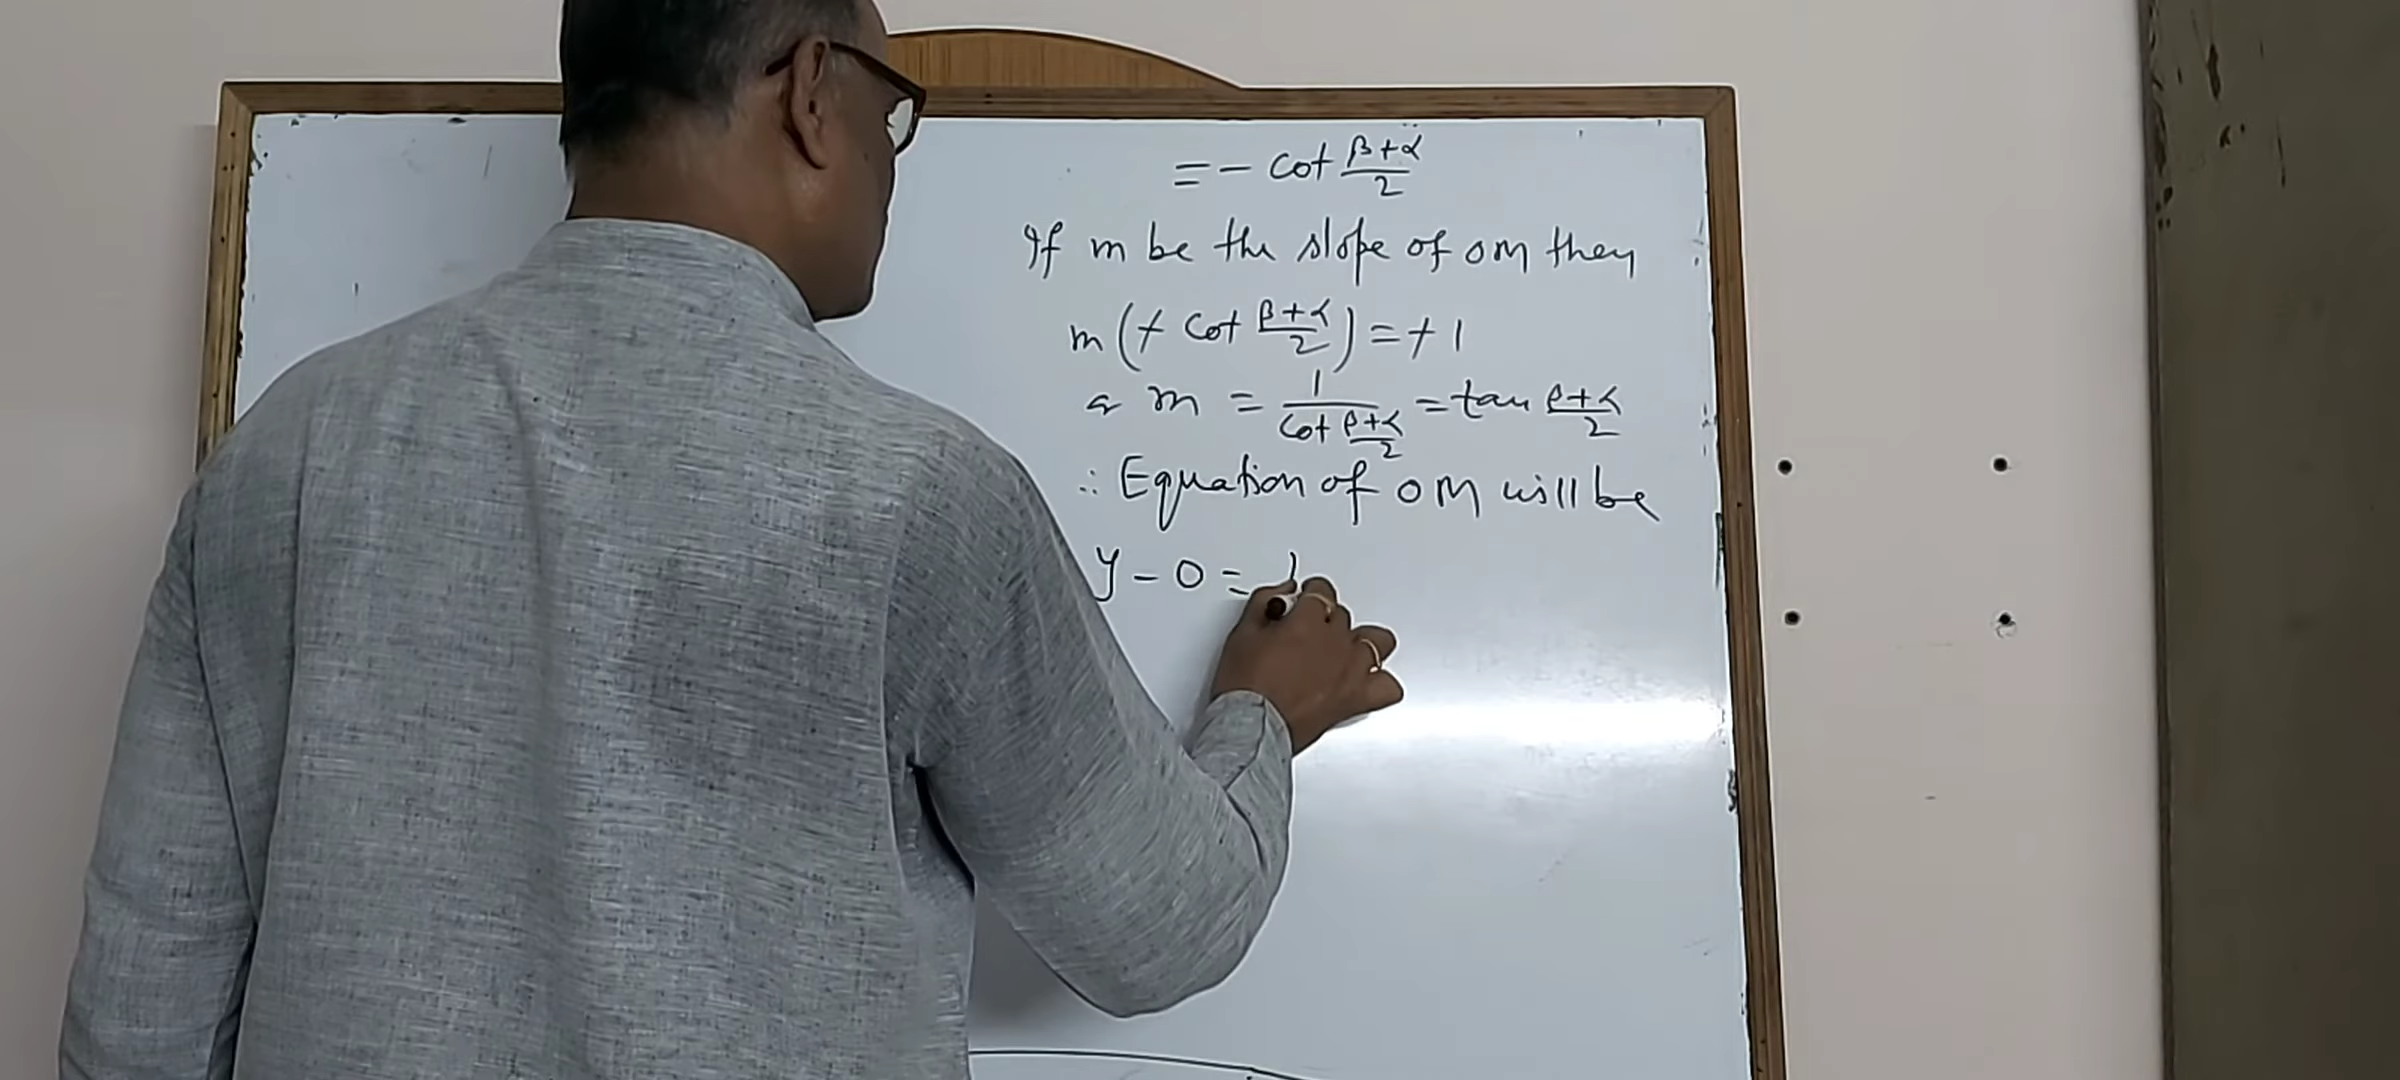 = - cot (β+α)/2
If m be the slope of OM then
m(+ cot (β+α)/2) = + 1
or m = 1/(cot (β+α)/2) = tan (β+α)/2
∴ Equation of OM will be
y - 0 =